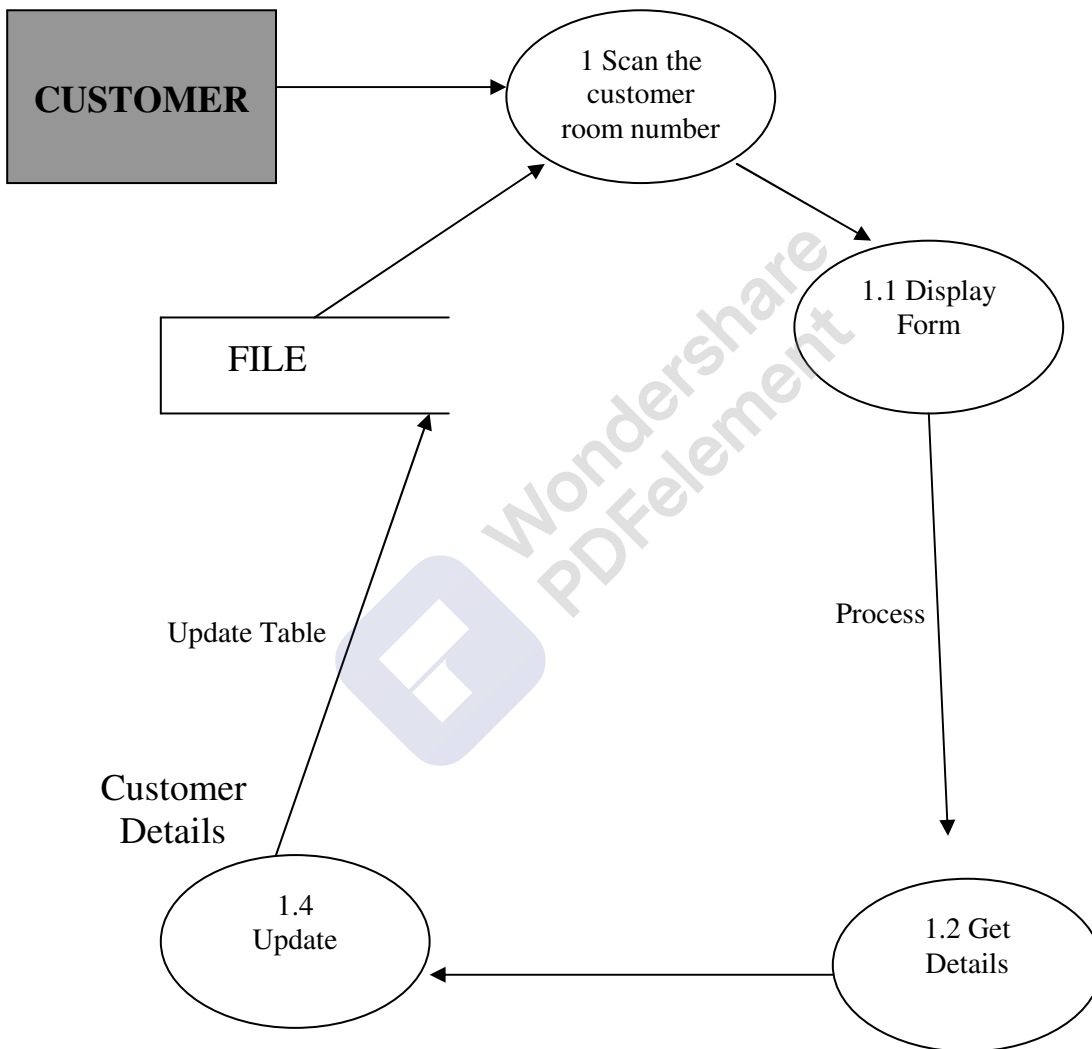 CUSTOMER
1 Scan the
customer
room number
1.1 Display
Form
FILE
Wondershare
PDFelement
Process
Update Table
Customer
Details
1.4
Update
1.2 Get
Details